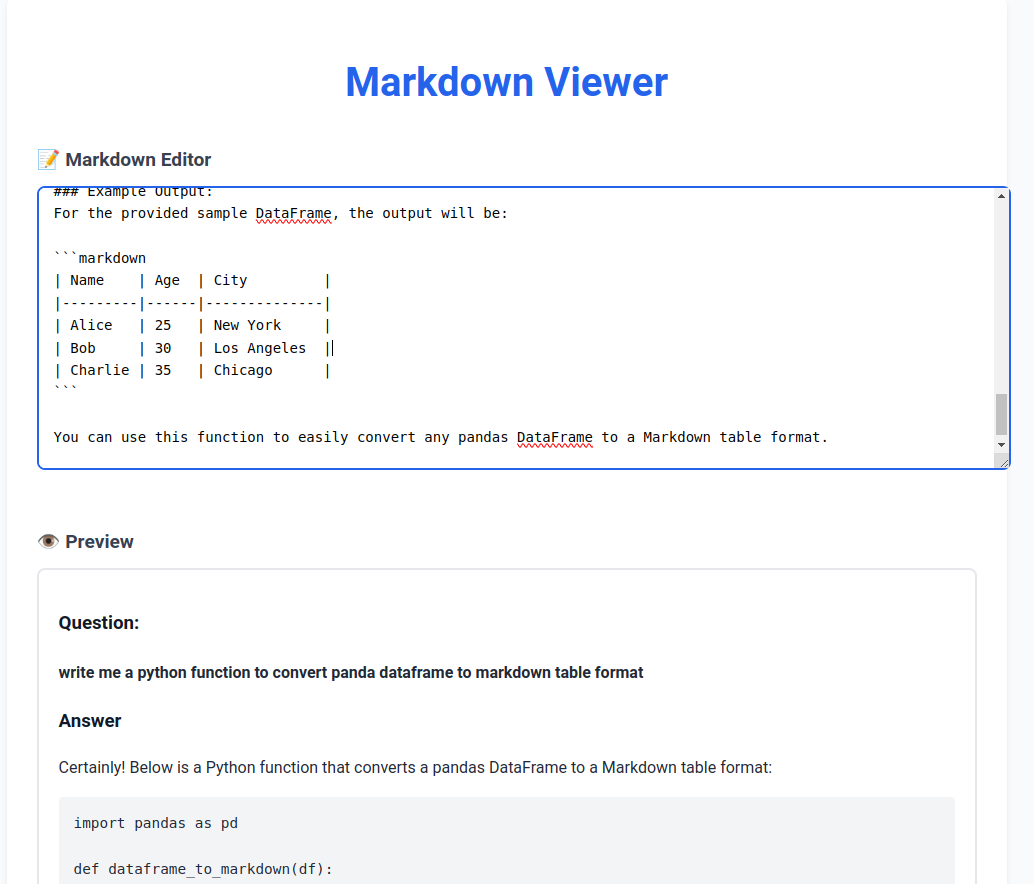 Markdown Viewer
📝 Markdown Editor
### Example Output:
For the provided sample DataFrame, the output will be:
```markdown
| Name    | Age  | City         |
|---------|------|--------------|
| Alice   | 25   | New York     |
| Bob     | 30   | Los Angeles  |
| Charlie | 35   | Chicago      |
```
You can use this function to easily convert any pandas DataFrame to a Markdown table format.
👁️ Preview
Question:
write me a python function to convert panda dataframe to markdown table format
Answer
Certainly! Below is a Python function that converts a pandas DataFrame to a Markdown table format:
import pandas as pd
def dataframe_to_markdown(df):